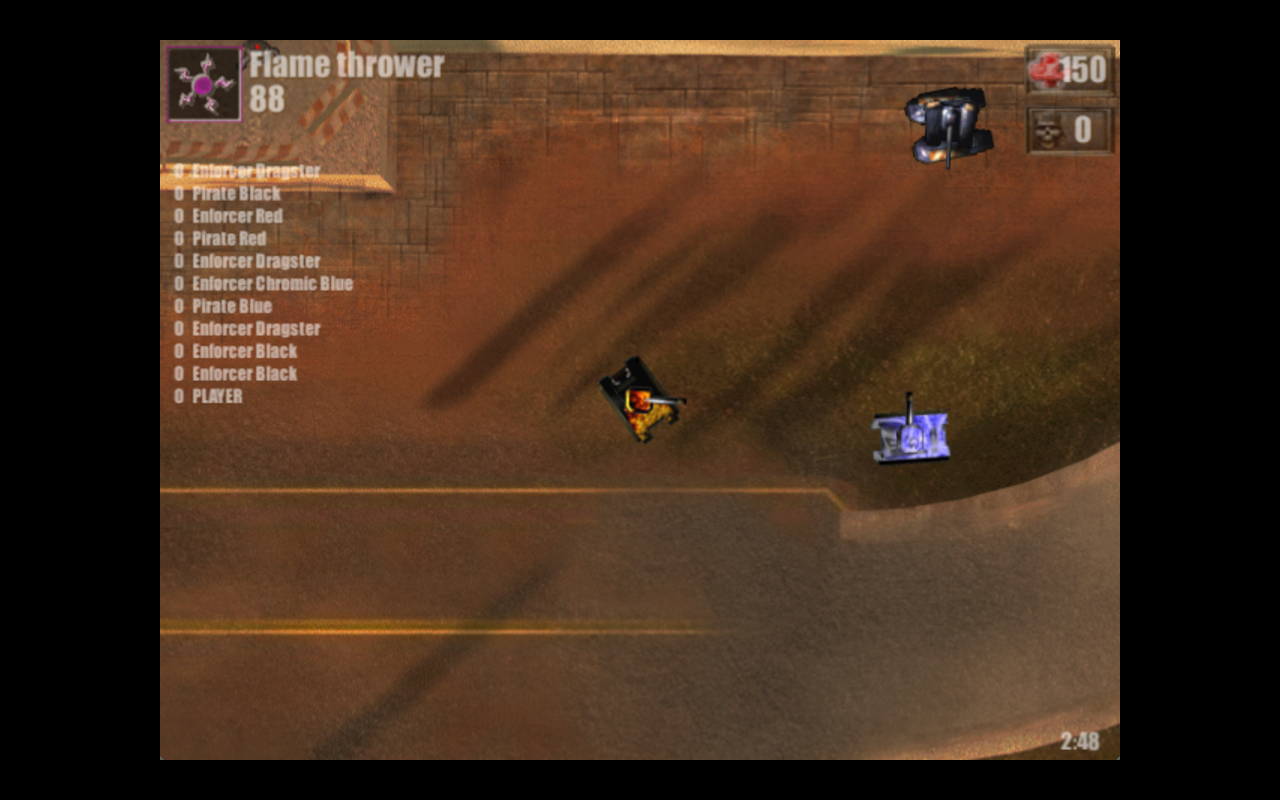 Flame thrower
88
150
0
0 Enforcer Dragster
0 Pirate Black
0 Enforcer Red
0 Pirate Red
0 Enforcer Dragster
0 Enforcer Chromic Blue
0 Pirate Blue
0 Enforcer Dragster
0 Enforcer Black
0 Enforcer Black
0 PLAYER
2:48